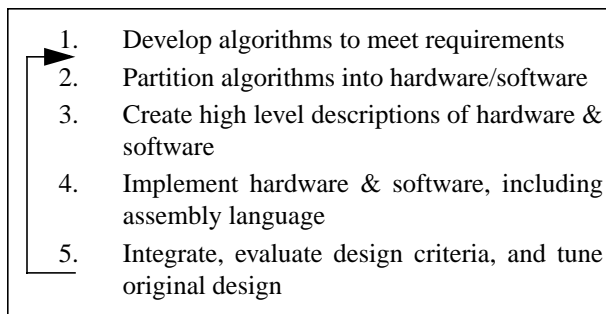 1. Develop algorithms to meet requirements
2. Partition algorithms into hardware/software
3. Create high level descriptions of hardware &
software
4. Implement hardware & software, including
assembly language
5. Integrate, evaluate design criteria, and tune
original design